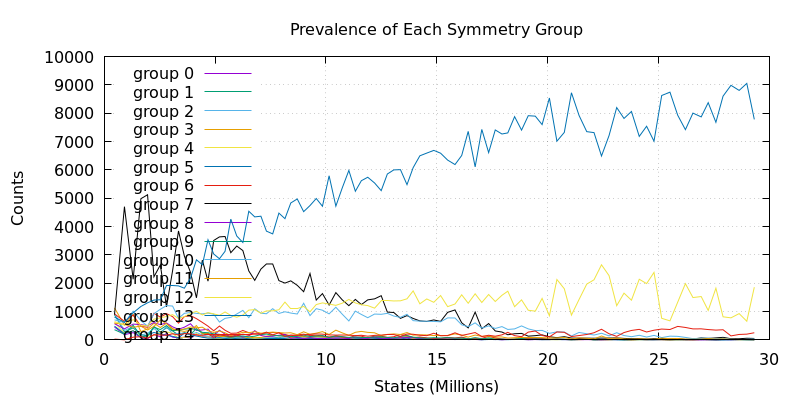 Prevalence of Each Symmetry Group
10000
9000
8000
7000
6000
5000
4000
3000
2000
1000
0
Counts
group 0
group 1
group 2
group 3
group 4
group 5
group 6
group 7
group 8
group 9
group 10
group 11
group 12
group 13
group 14
0 5 10 15 20 25 30
States (Millions)